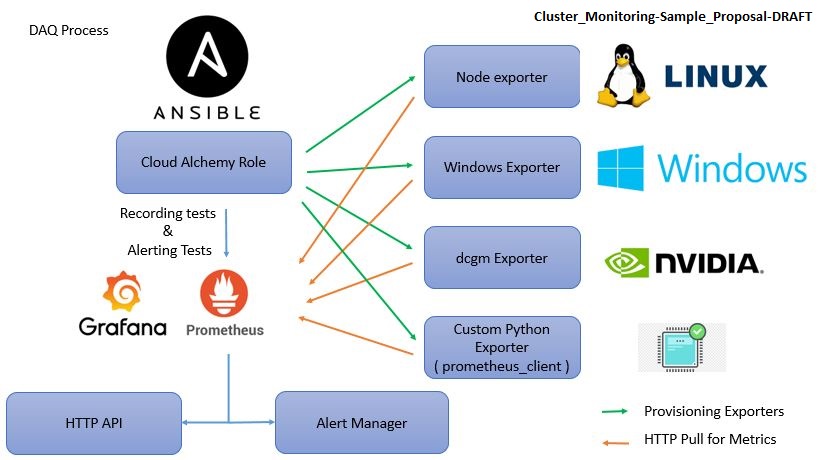 Cluster_Monitoring-Sample_Proposal-DRAFT
DAQ Process
ANSIBLE
Node exporter
LINUX
Cloud Alchemy Role
Windows Exporter
Windows
Recording tests
&
Alerting Tests
dcgm Exporter
NVIDIA.
Grafana
Prometheus
Custom Python
Exporter
( prometheus_client )
HTTP API
Alert Manager
Provisioning Exporters
HTTP Pull for Metrics